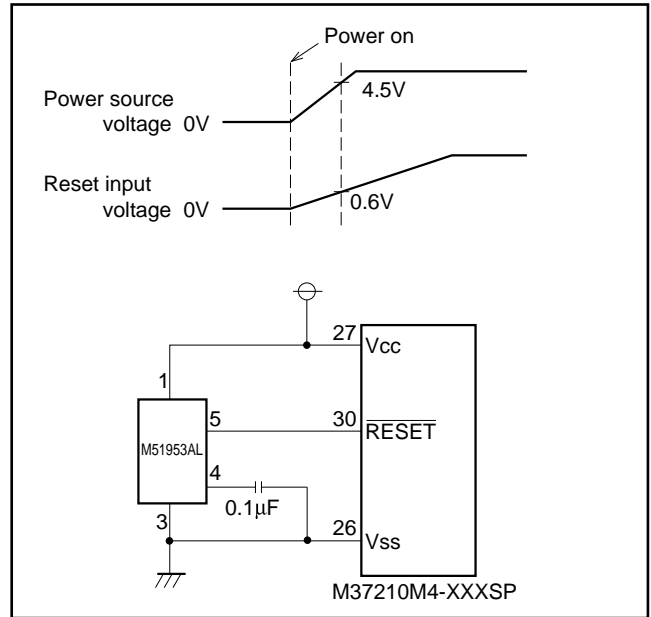 Power on
4.5V
Power source
voltage 0V
Reset input
voltage 0V
0.6V
27
Vcc
1
5
30
RESET
M51953AL
4
0.1μF
3
26
Vss
M37210M4-XXXSP